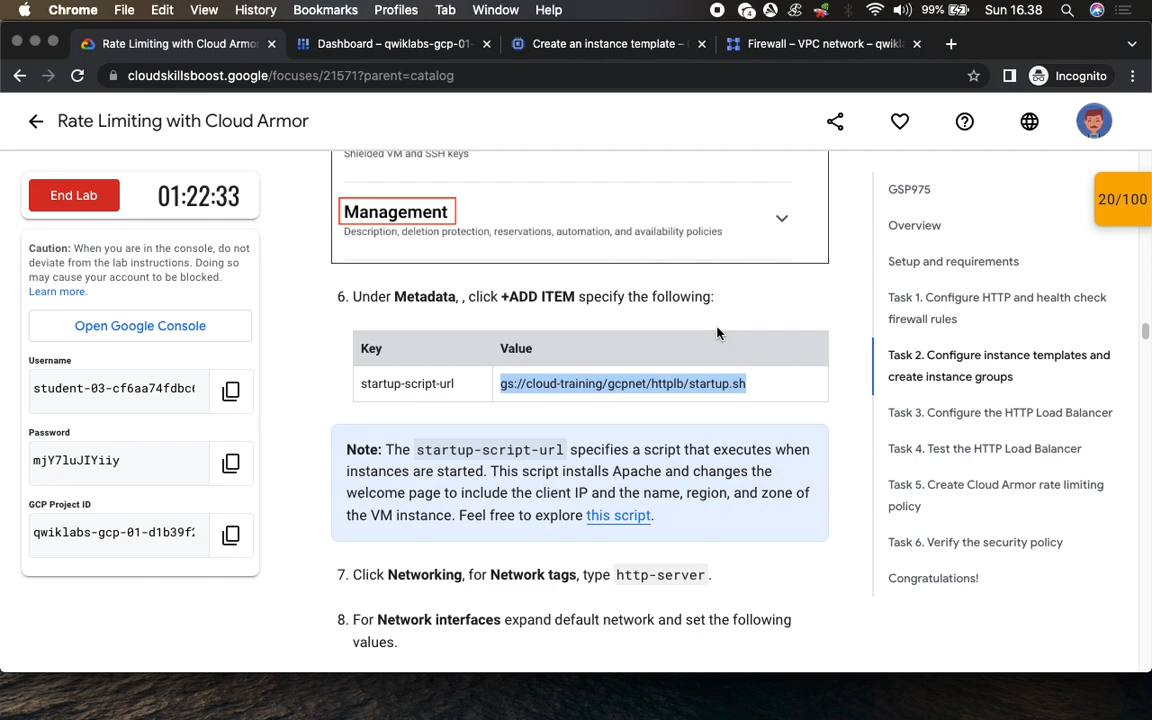 Chrome File Edit View History Bookmarks Profiles Tab Window Help 99% Sun 16.38
Rate Limiting with Cloud Armor
Dashboard – qwiklabs-gcp-01-
Create an instance template –
Firewall – VPC network – qwikl
cloudskillsboost.google/focuses/21571?parent=catalog
Incognito
Rate Limiting with Cloud Armor
End Lab
01:22:33
Caution: When you are in the console, do not
deviate from the lab instructions. Doing so
may cause your account to be blocked.
Learn more.
Open Google Console
Username
student-03-cf6aa74fdbc
Password
mjY7luJIYiiy
GCP Project ID
qwiklabs-gcp-01-d1b39f
Shielded VM and SSH keys
Management
Description, deletion protection, reservations, automation, and availability policies
6. Under Metadata, , click +ADD ITEM specify the following:
Key Value
startup-script-url gs://cloud-training/gcpnet/httplb/startup.sh
Note: The startup-script-url specifies a script that executes when
instances are started. This script installs Apache and changes the
welcome page to include the client IP and the name, region, and zone of
the VM instance. Feel free to explore this script.
7. Click Networking, for Network tags, type http-server.
8. For Network interfaces expand default network and set the following
values.
GSP975
Overview
Setup and requirements
Task 1. Configure HTTP and health check
firewall rules
Task 2. Configure instance templates and
create instance groups
Task 3. Configure the HTTP Load Balancer
Task 4. Test the HTTP Load Balancer
Task 5. Create Cloud Armor rate limiting
policy
Task 6. Verify the security policy
Congratulations!
20/100